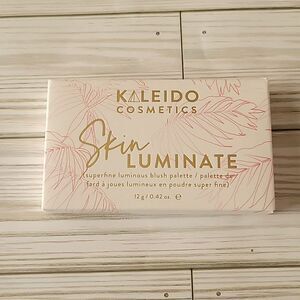 KALEIDO
COSMETICS
Skin
LUMINATE
(superfine luminous blush palette / palette de
fard à joues lumineux en poudre super fine)
12 g / 0.42 oz. ℮